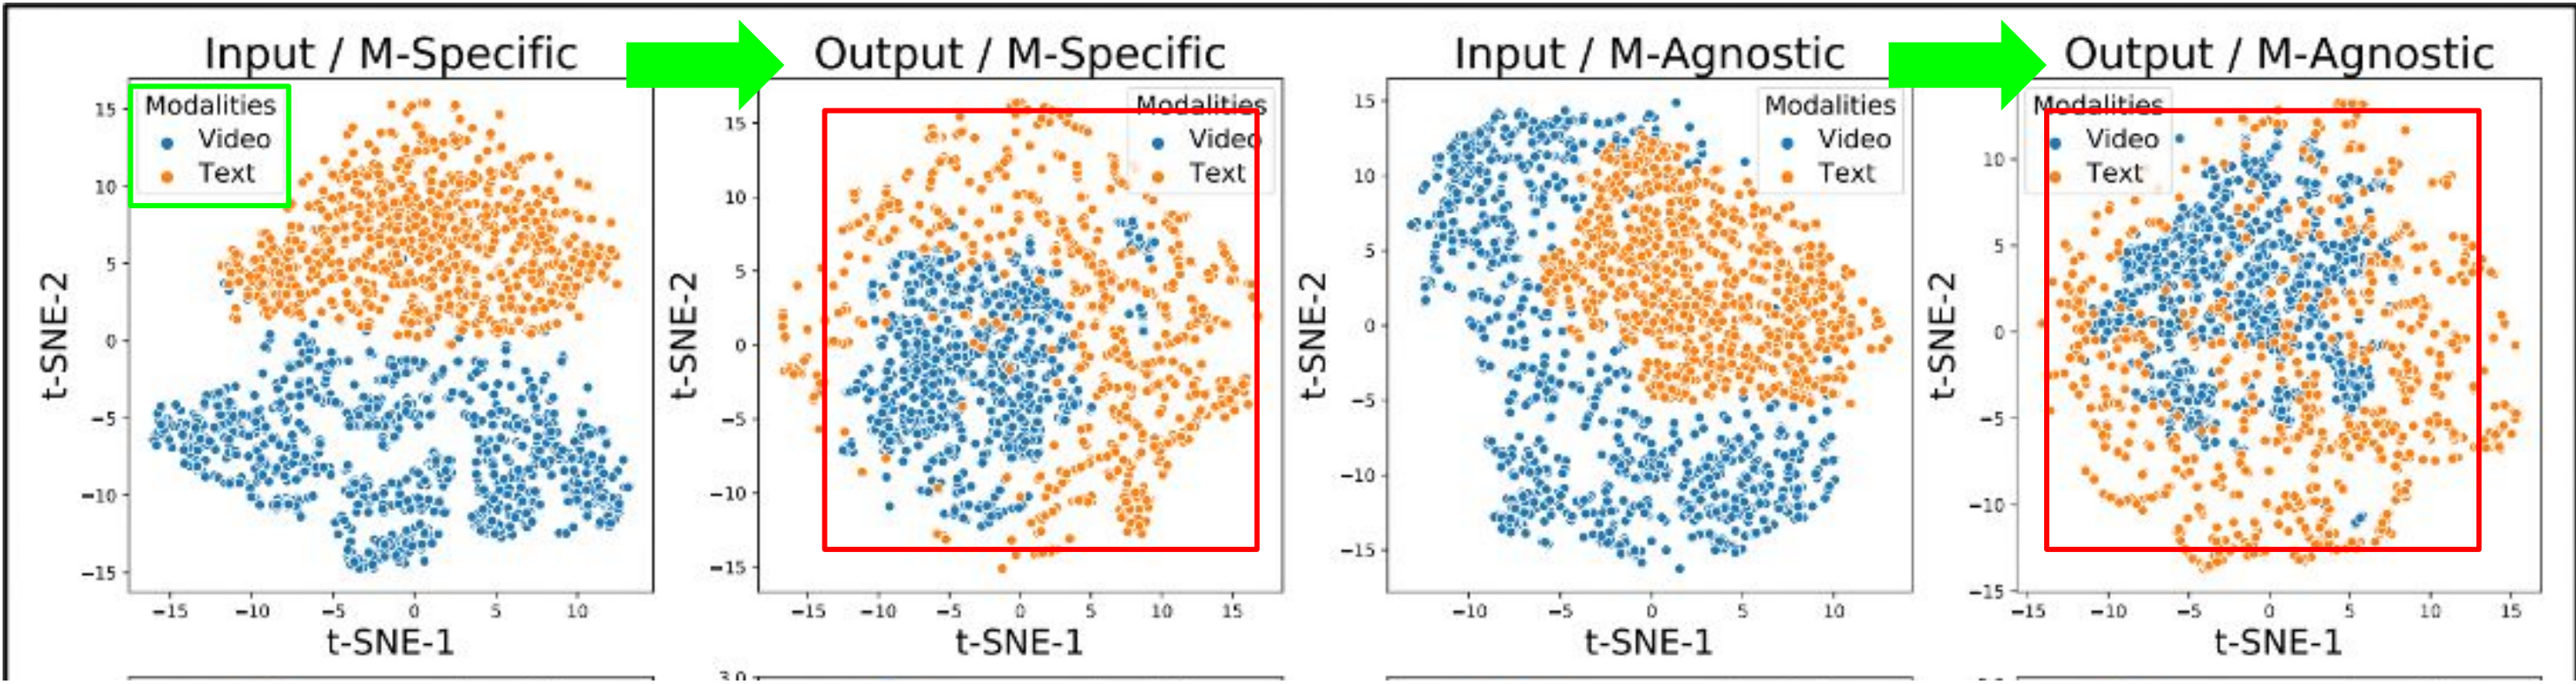 Input / M-Specific
Output / M-Specific
Input / M-Agnostic
Output / M-Agnostic
Modalities
Video
Text
15
10
5
0
−5
−10
−15
t-SNE-2
−15
−10
−5
0
5
10
t-SNE-1
Modalities
Video
Text
15
10
5
0
−5
−10
−15
t-SNE-2
−15
−10
−5
0
5
10
15
t-SNE-1
Modalities
Video
Text
15
10
5
0
−5
−10
−15
t-SNE-2
−10
−5
0
5
10
t-SNE-1
Modalities
Video
Text
10
5
0
−5
−10
−15
t-SNE-2
−15
−10
−5
0
5
10
15
t-SNE-1